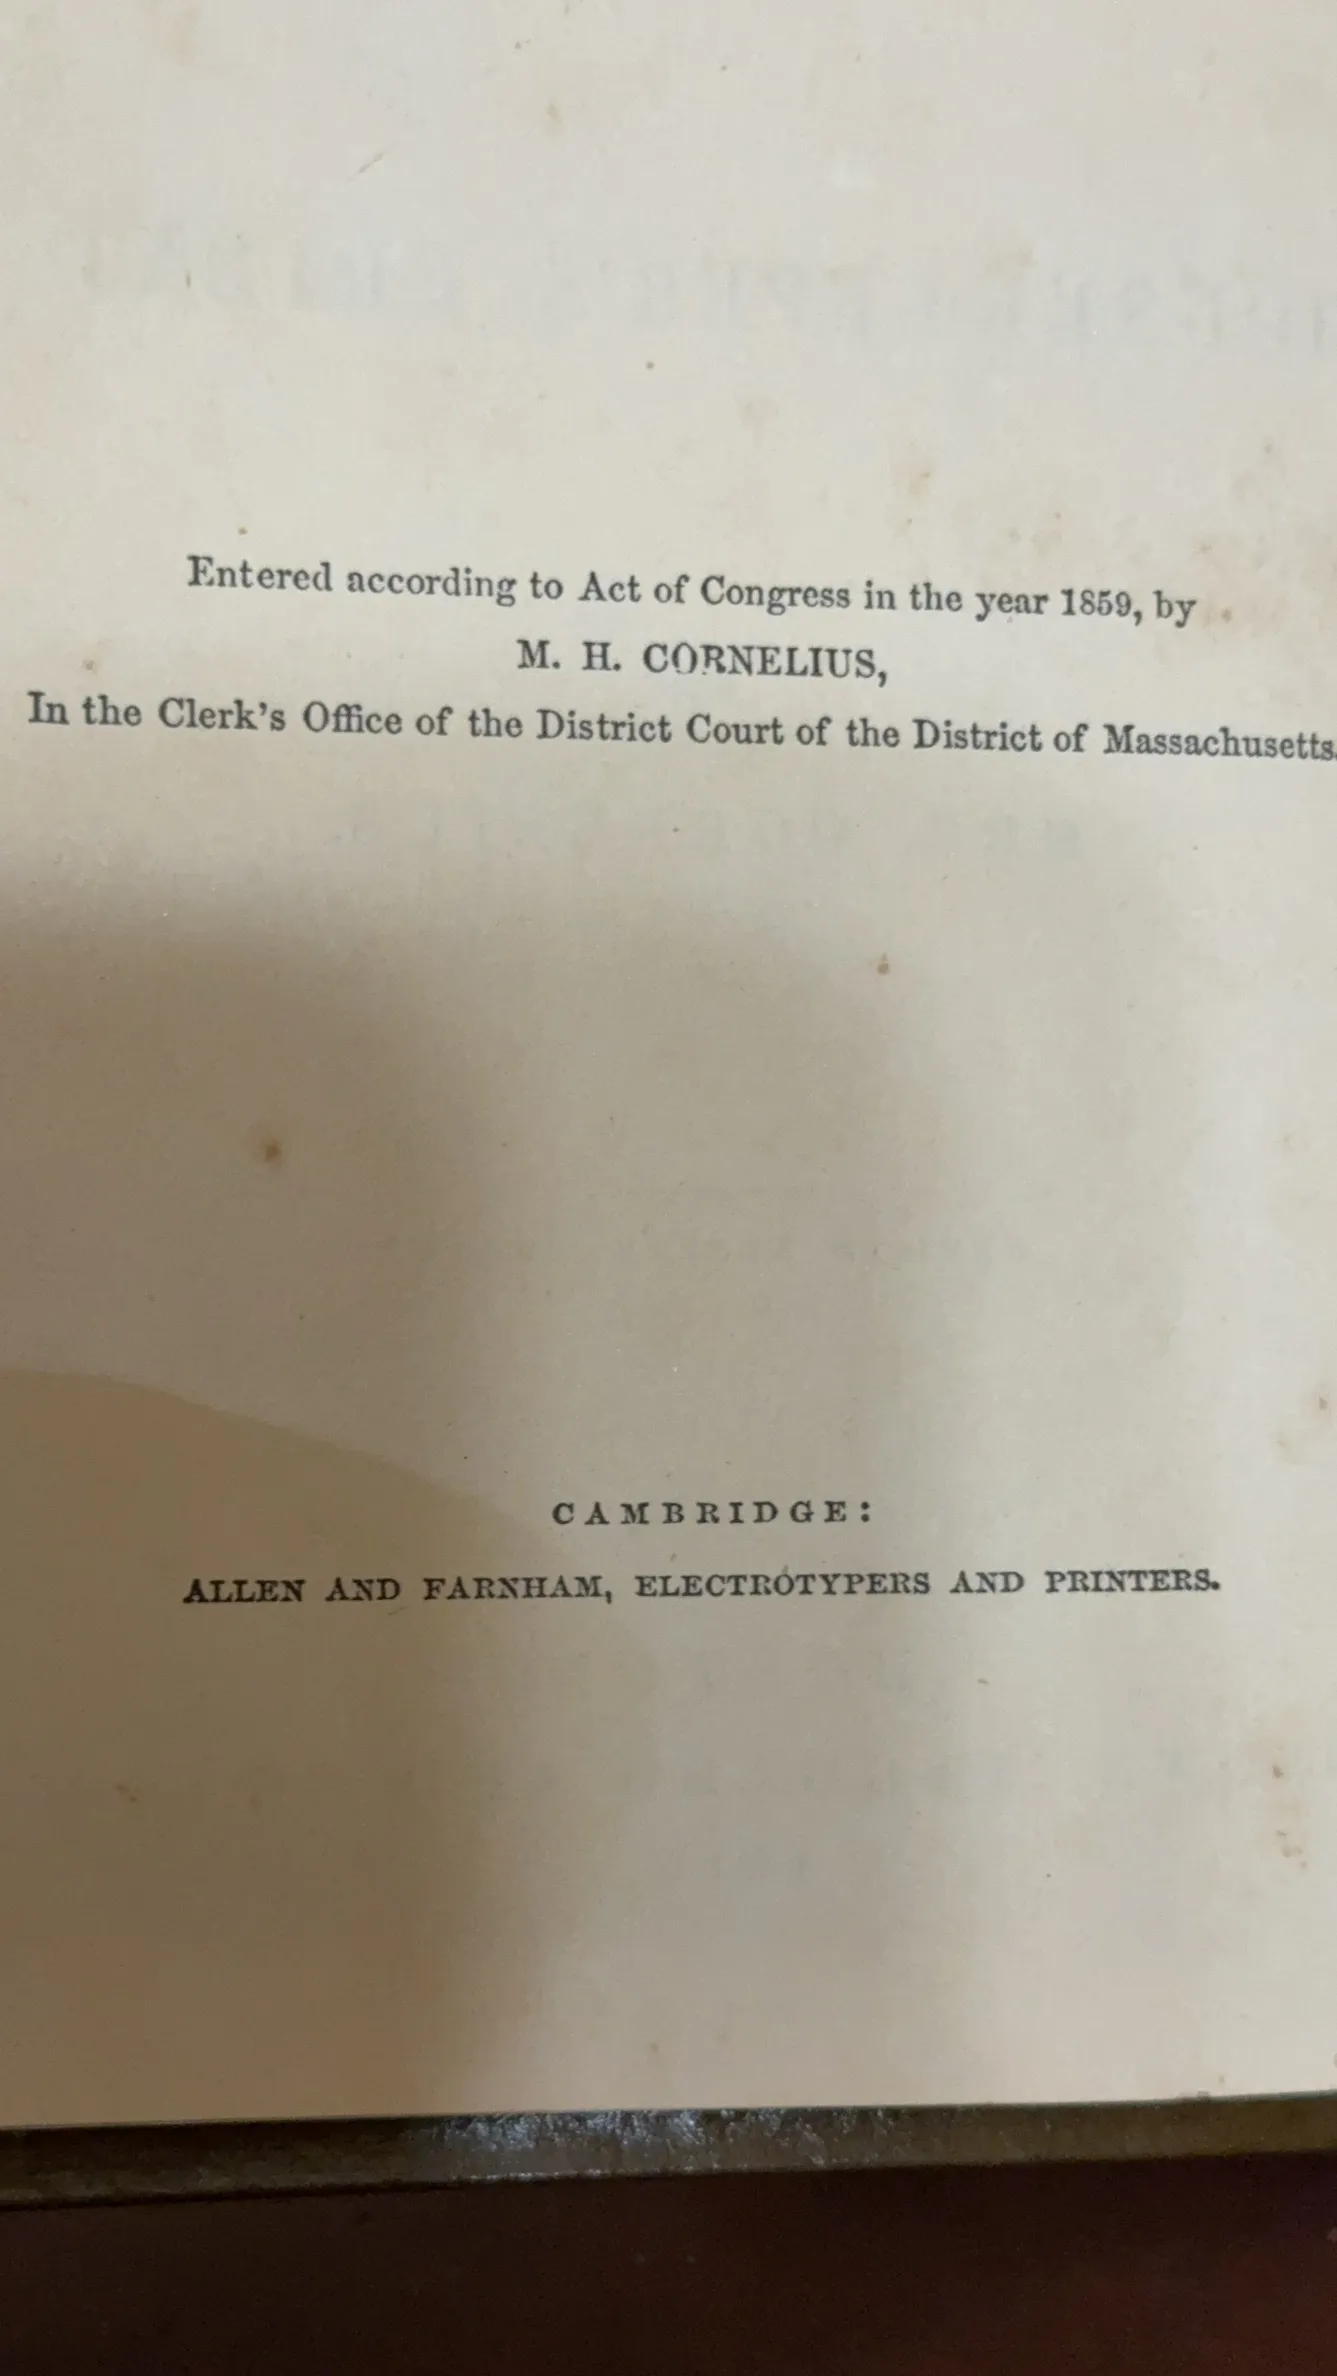 Entered according to Act of Congress in the year 1859, by
M. H. CORNELIUS,
In the Clerk's Office of the District Court of the District of Massachusetts.
CAMBRIDGE:
ALLEN AND FARNHAM, ELECTROTYPERS AND PRINTERS.